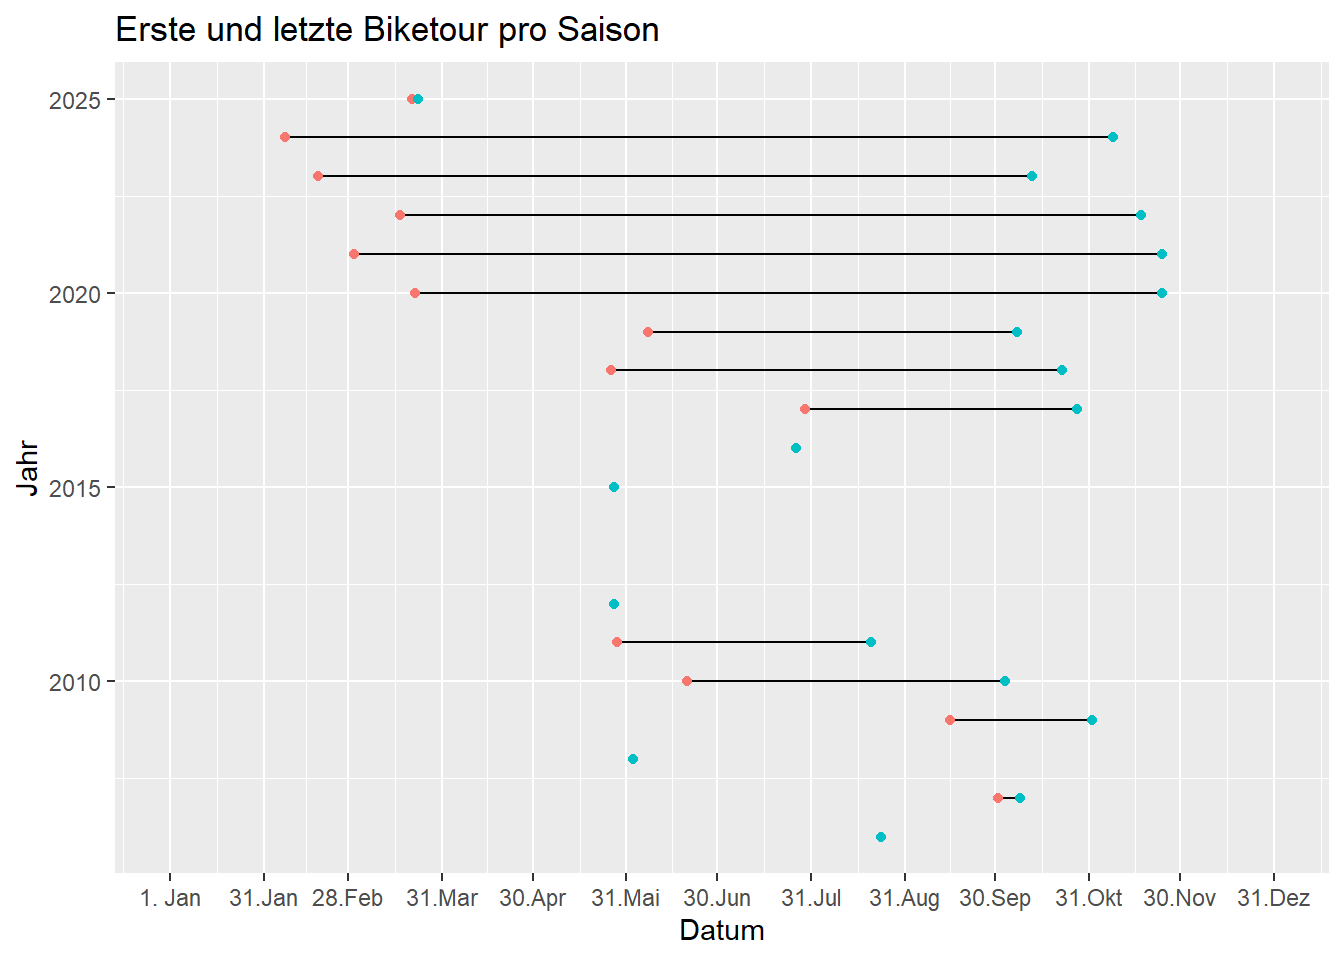 Erste und letzte Biketour pro Saison
2025
2020
2015
2010
Jahr
1. Jan 31.Jan 28.Feb 31.Mar 30.Apr 31.Mai 30.Jun 31.Jul 31.Aug 30.Sep 31.Okt 30.Nov 31.Dez
Datum